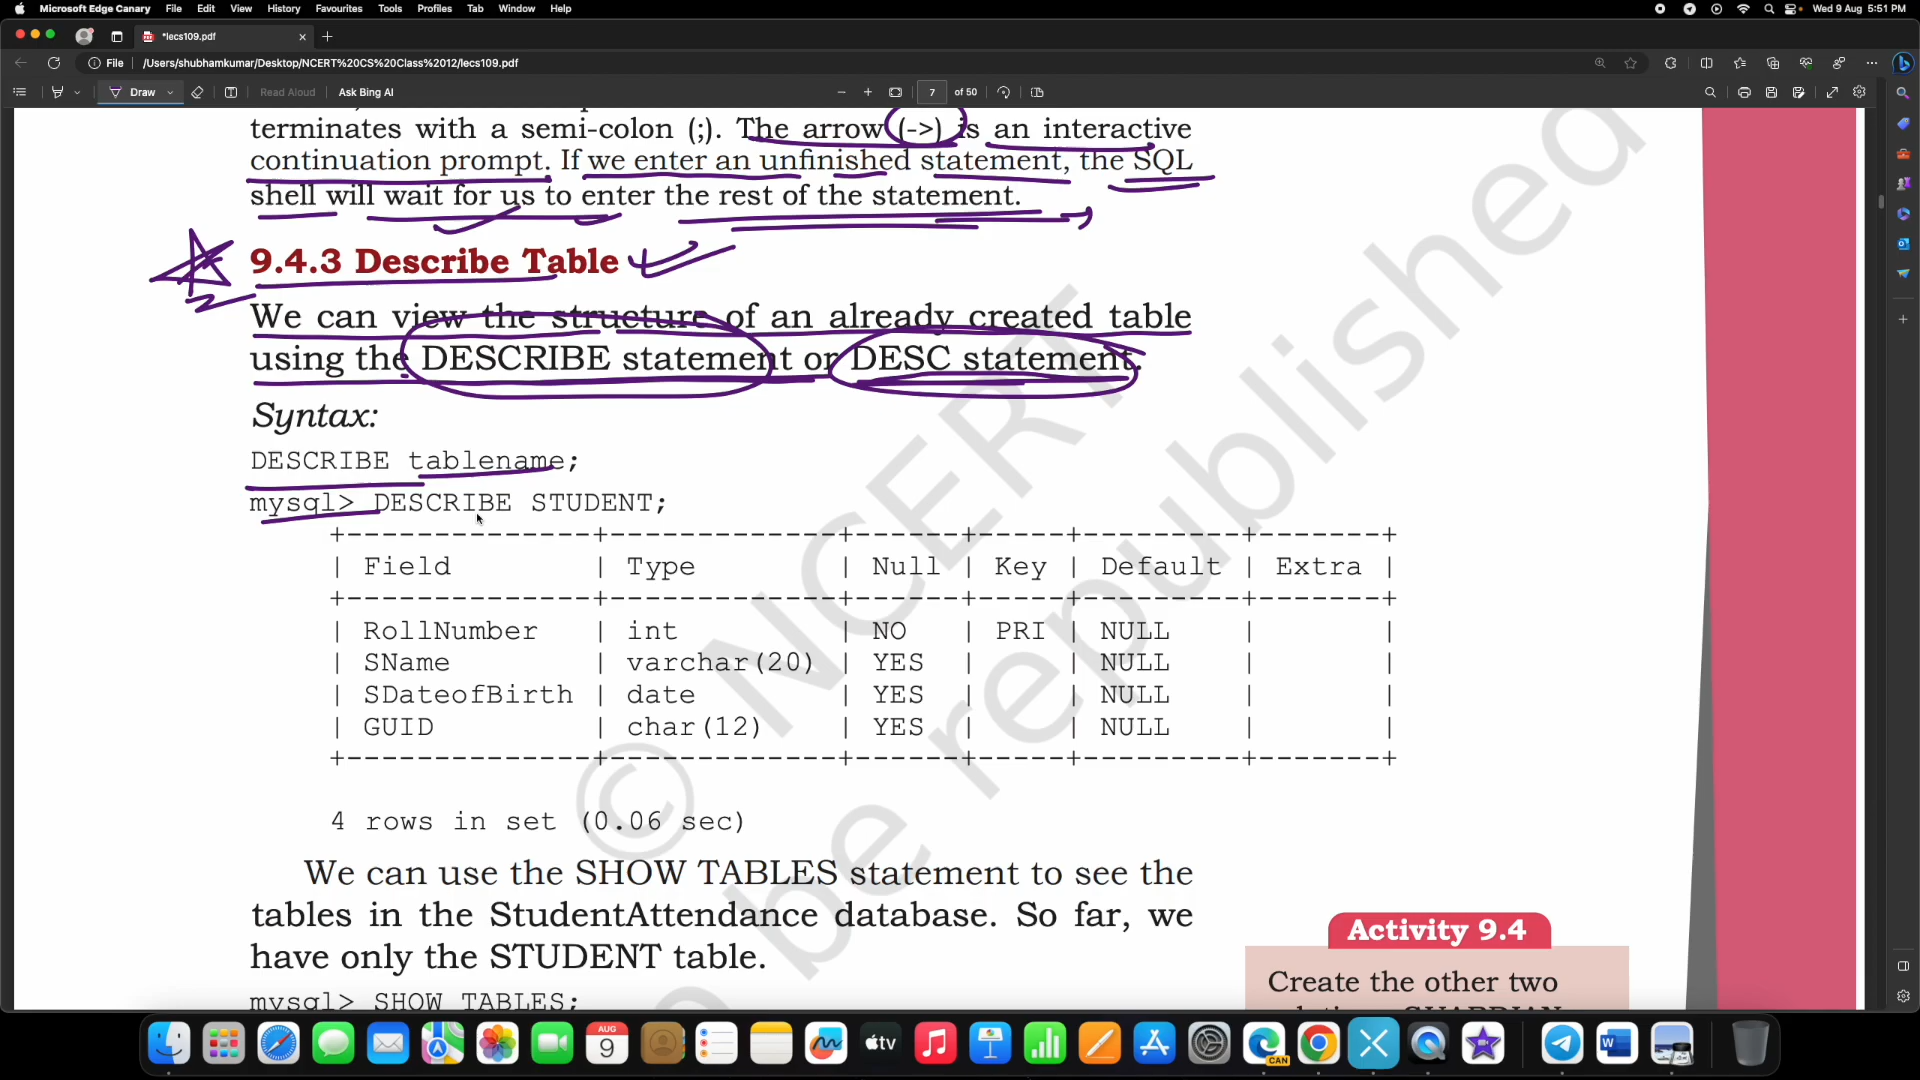 Microsoft Edge Canary File Edit View History Favourites Tools Profiles Tab Window Help Wed 9 Aug 5:51 PM
*lecs109.pdf
File /Users/shubhamkumar/Desktop/NCERT%20CS%20Class%2012/lecs109.pdf
Draw Read Aloud Ask Bing AI 7 of 50
terminates with a semi-colon (;). The arrow (->) is an interactive
continuation prompt. If we enter an unfinished statement, the SQL
shell will wait for us to enter the rest of the statement.
9.4.3 Describe Table
We can view the structure of an already created table
using the DESCRIBE statement or DESC statement.
Syntax:
DESCRIBE tablename;
mysql> DESCRIBE STUDENT;
+--------------+--------------+-------+------+----------+--------+
| Field | Type | Null | Key | Default | Extra |
+--------------+--------------+-------+------+----------+--------+
| RollNumber | int | NO | PRI | NULL | |
| SName | varchar(20) | YES | | NULL | |
| SDateofBirth | date | YES | | NULL | |
| GUID | char(12) | YES | | NULL | |
+--------------+--------------+-------+------+----------+--------+
4 rows in set (0.06 sec)
We can use the SHOW TABLES statement to see the
tables in the StudentAttendance database. So far, we
have only the STUDENT table.
mysql> SHOW TABLES;
Activity 9.4
Create the other two
© NCERT
be republished
AUG
9
tv
CAN
W